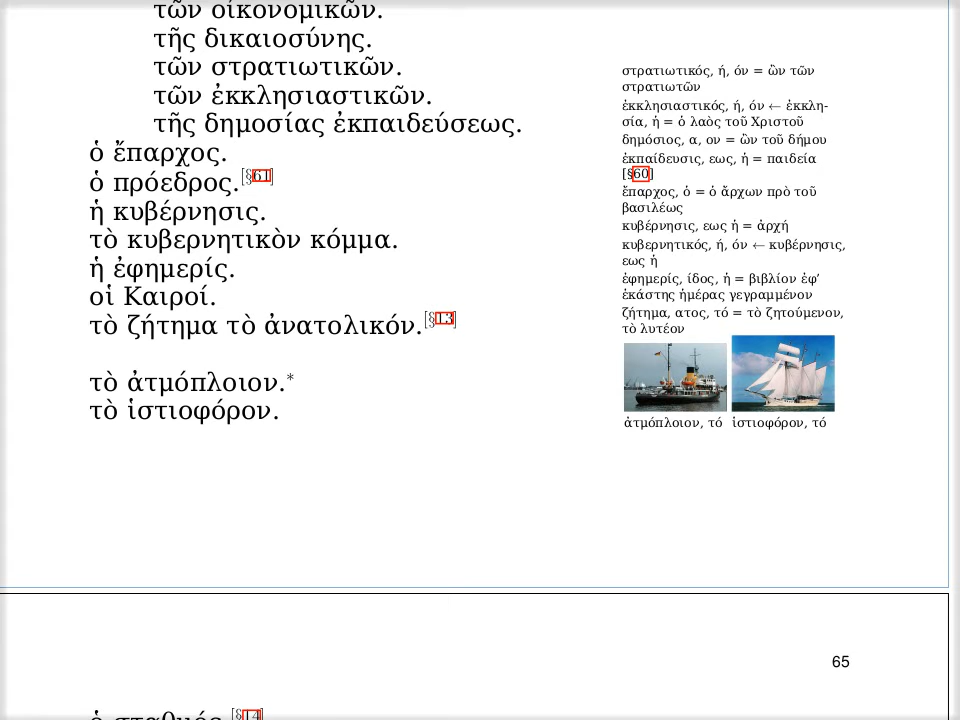 τῶν οἰκονομικῶν.
τῆς δικαιοσύνης.
τῶν στρατιωτικῶν.
τῶν ἐκκλησιαστικῶν.
τῆς δημοσίας ἐκπαιδεύσεως.
ὁ ἔπαρχος.
ὁ πρόεδρος.[§61]
ἡ κυβέρνησις.
τὸ κυβερνητικὸν κόμμα.
ἡ ἐφημερίς.
οἱ Καιροί.
τὸ ζήτημα τὸ ἀνατολικόν.[§13]
τὸ ἀτμόπλοιον.*
τὸ ἱστιοφόρον.
στρατιωτικός, ή, όν = ὢν τῶν
στρατιωτῶν
ἐκκλησιαστικός, ή, όν ← ἐκκλη-
σία, ἡ = ὁ λαὸς τοῦ Χριστοῦ
δημόσιος, α, ον = ὢν τοῦ δήμου
ἐκπαίδευσις, εως, ἡ = παιδεία
[§60]
ἔπαρχος, ὁ = ὁ ἄρχων πρὸ τοῦ
βασιλέως
κυβέρνησις, εως ἡ = ἀρχή
κυβερνητικός, ή, όν ← κυβέρνησις,
εως ἡ
ἐφημερίς, ίδος, ἡ = βιβλίον ἐφ’
ἑκάστης ἡμέρας γεγραμμένον
ζήτημα, ατος, τό = τὸ ζητούμενον,
τὸ λυτέον
ἀτμόπλοιον, τό ἱστιοφόρον, τό
65
ὁ σταθμός.[§14]